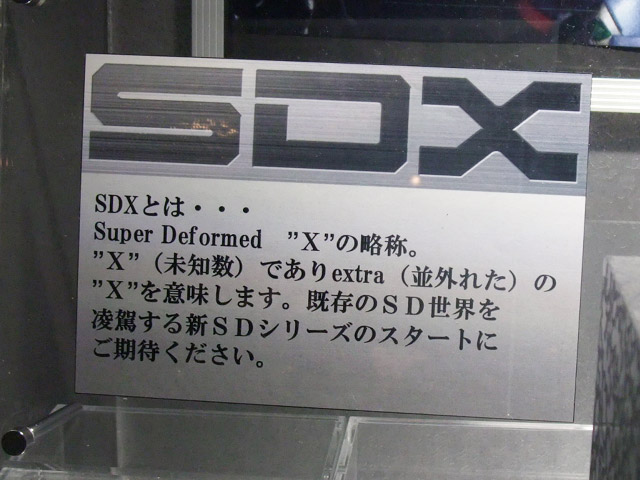 SDX
SDXとは・・・
Super Deformed　”X”の略称。
”X”（未知数）でありextra（並外れた）の
”X”を意味します。既存のＳＤ世界を
凌駕する新ＳＤシリーズのスタートに
ご期待ください。